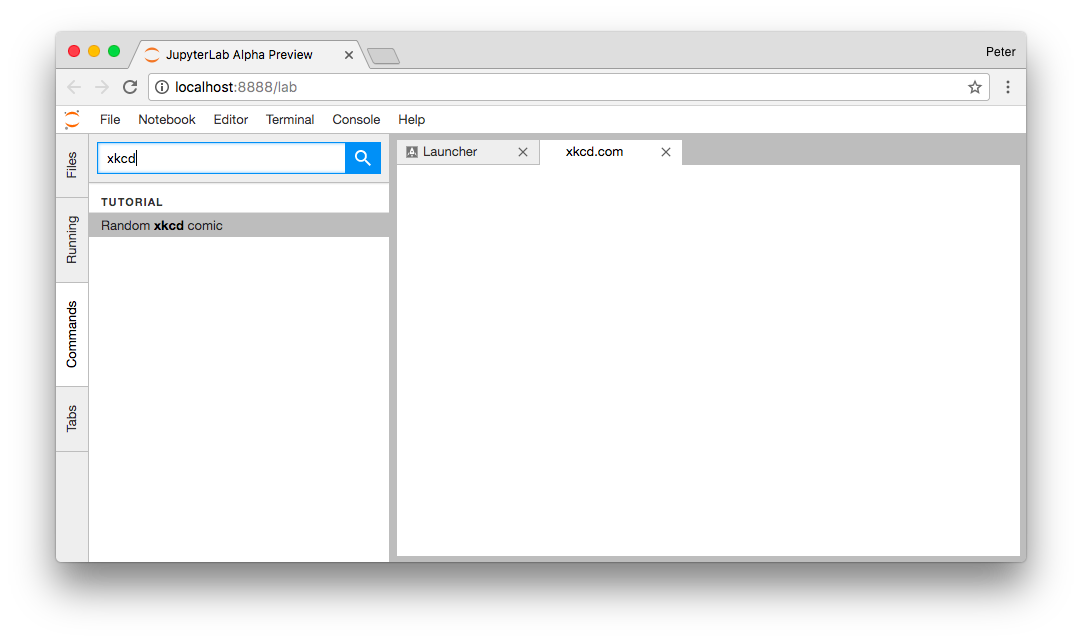 JupyterLab Alpha Preview
Peter
localhost:8888/lab
File Notebook Editor Terminal Console Help
Files
Running
Commands
Tabs
xkcd
TUTORIAL
Random xkcd comic
Launcher
xkcd.com